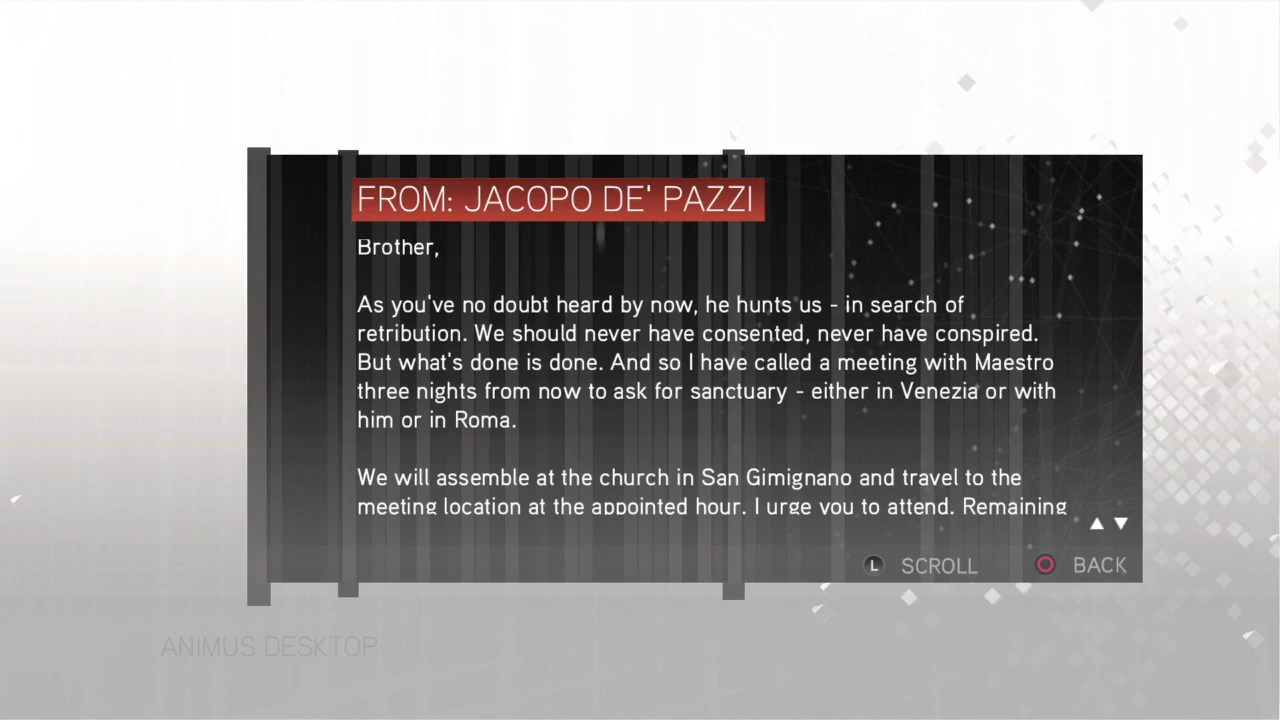 FROM: JACOPO DE' PAZZI
Brother,
As you've no doubt heard by now, he hunts us - in search of
retribution. We should never have consented, never have conspired.
But what's done is done. And so I have called a meeting with Maestro
three nights from now to ask for sanctuary - either in Venezia or with
him or in Roma.
We will assemble at the church in San Gimignano and travel to the
meeting location at the appointed hour. I urge you to attend. Remaining
L SCROLL BACK
ANIMUS DESKTOP